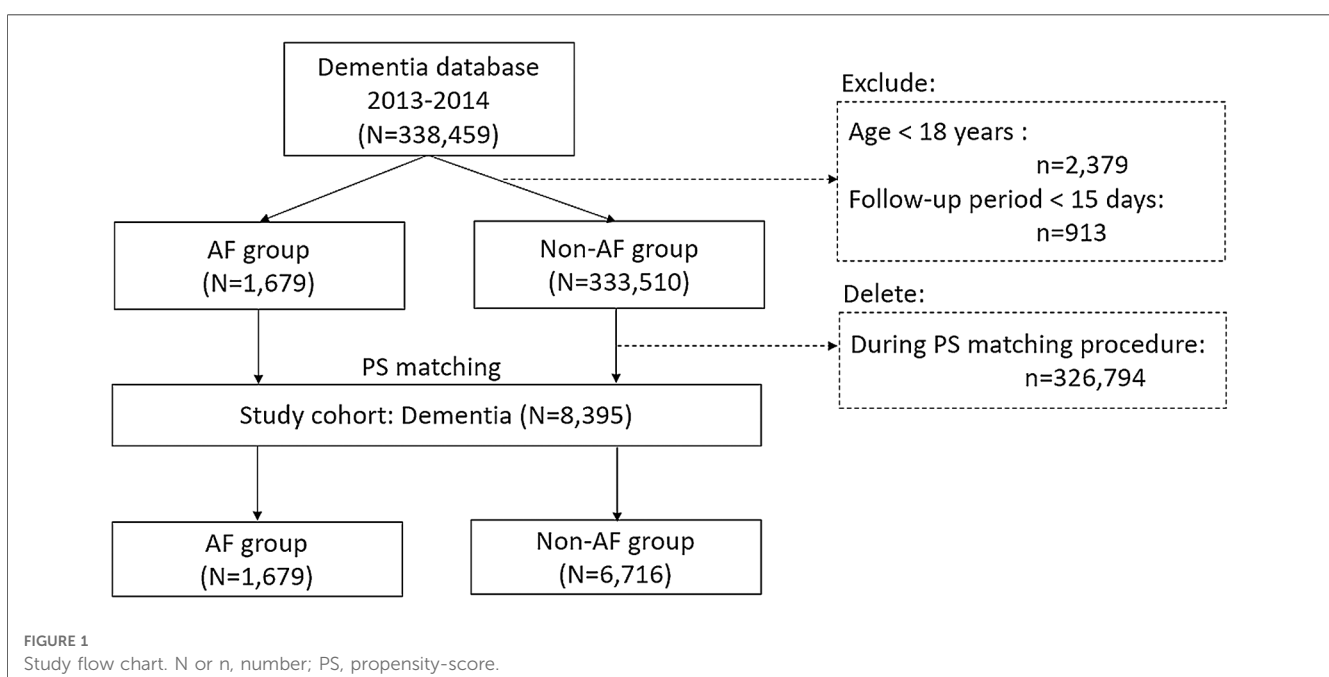 Dementia database
2013-2014
(N=338,459)
Exclude:
Age < 18 years :
n=2,379
Follow-up period < 15 days:
n=913
AF group
(N=1,679)
Non-AF group
(N=333,510)
Delete:
During PS matching procedure:
n=326,794
PS matching
Study cohort: Dementia (N=8,395)
AF group
(N=1,679)
Non-AF group
(N=6,716)
FIGURE 1
Study flow chart. N or n, number; PS, propensity-score.